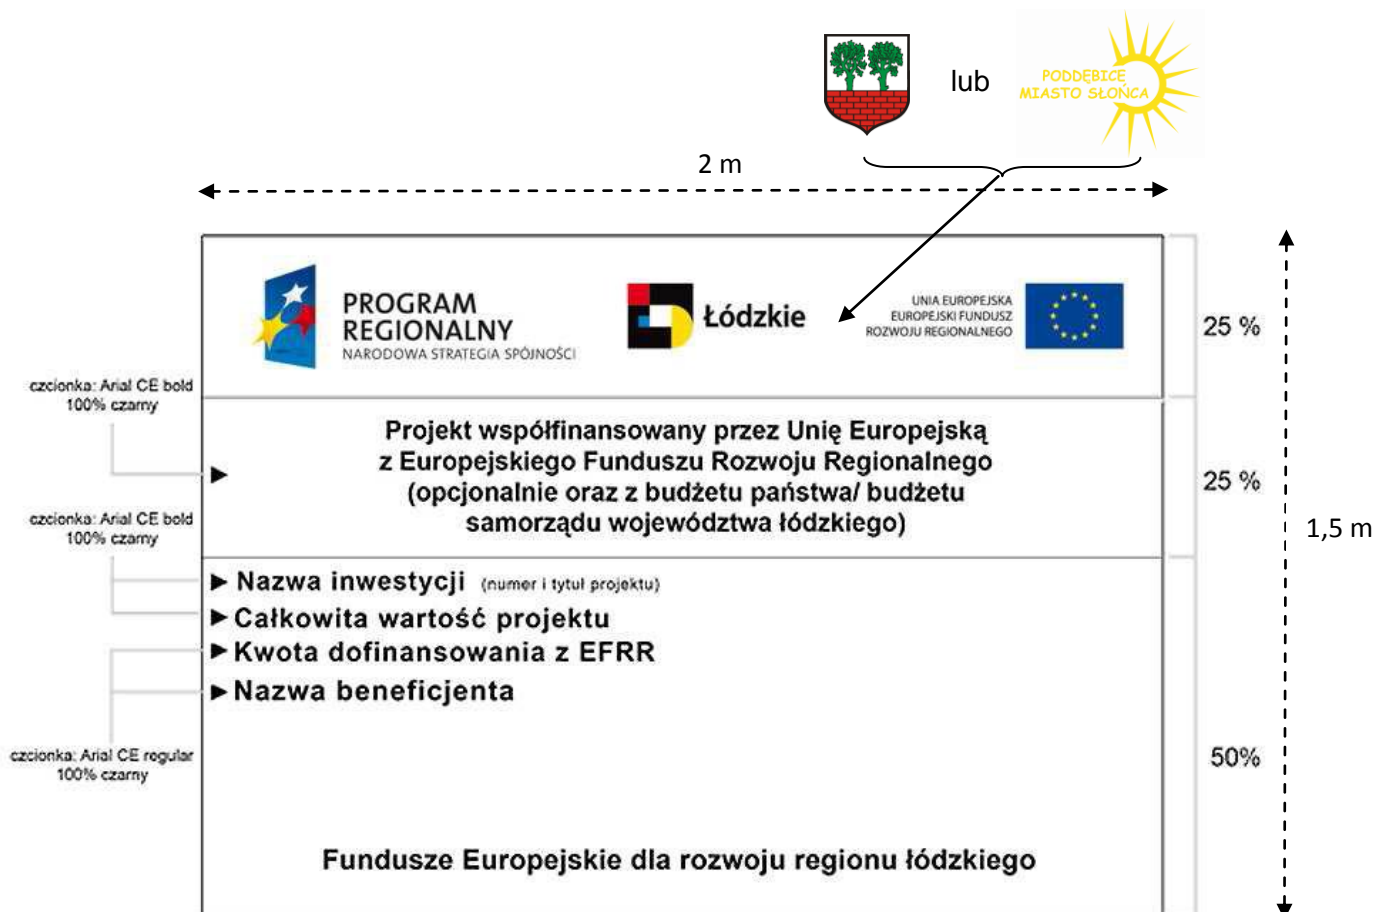 lub
PODDĘBICE
MIASTO SŁOŃCA
2 m
PROGRAM
REGIONALNY
NARODOWA STRATEGIA SPÓJNOŚCI
Łódzkie
UNIA EUROPEJSKA
EUROPEJSKI FUNDUSZ
ROZWOJU REGIONALNEGO
25 %
czcionka: Arial CE bold
100% czarny
Projekt współfinansowany przez Unię Europejską
z Europejskiego Funduszu Rozwoju Regionalnego
(opcjonalnie oraz z budżetu państwa/ budżetu
samorządu województwa łódzkiego)
25 %
czcionka: Arial CE bold
100% czarny
1,5 m
Nazwa inwestycji (numer i tytuł projektu)
Całkowita wartość projektu
Kwota dofinansowania z EFRR
Nazwa beneficjenta
czcionka: Arial CE regular
100% czarny
50%
Fundusze Europejskie dla rozwoju regionu łódzkiego